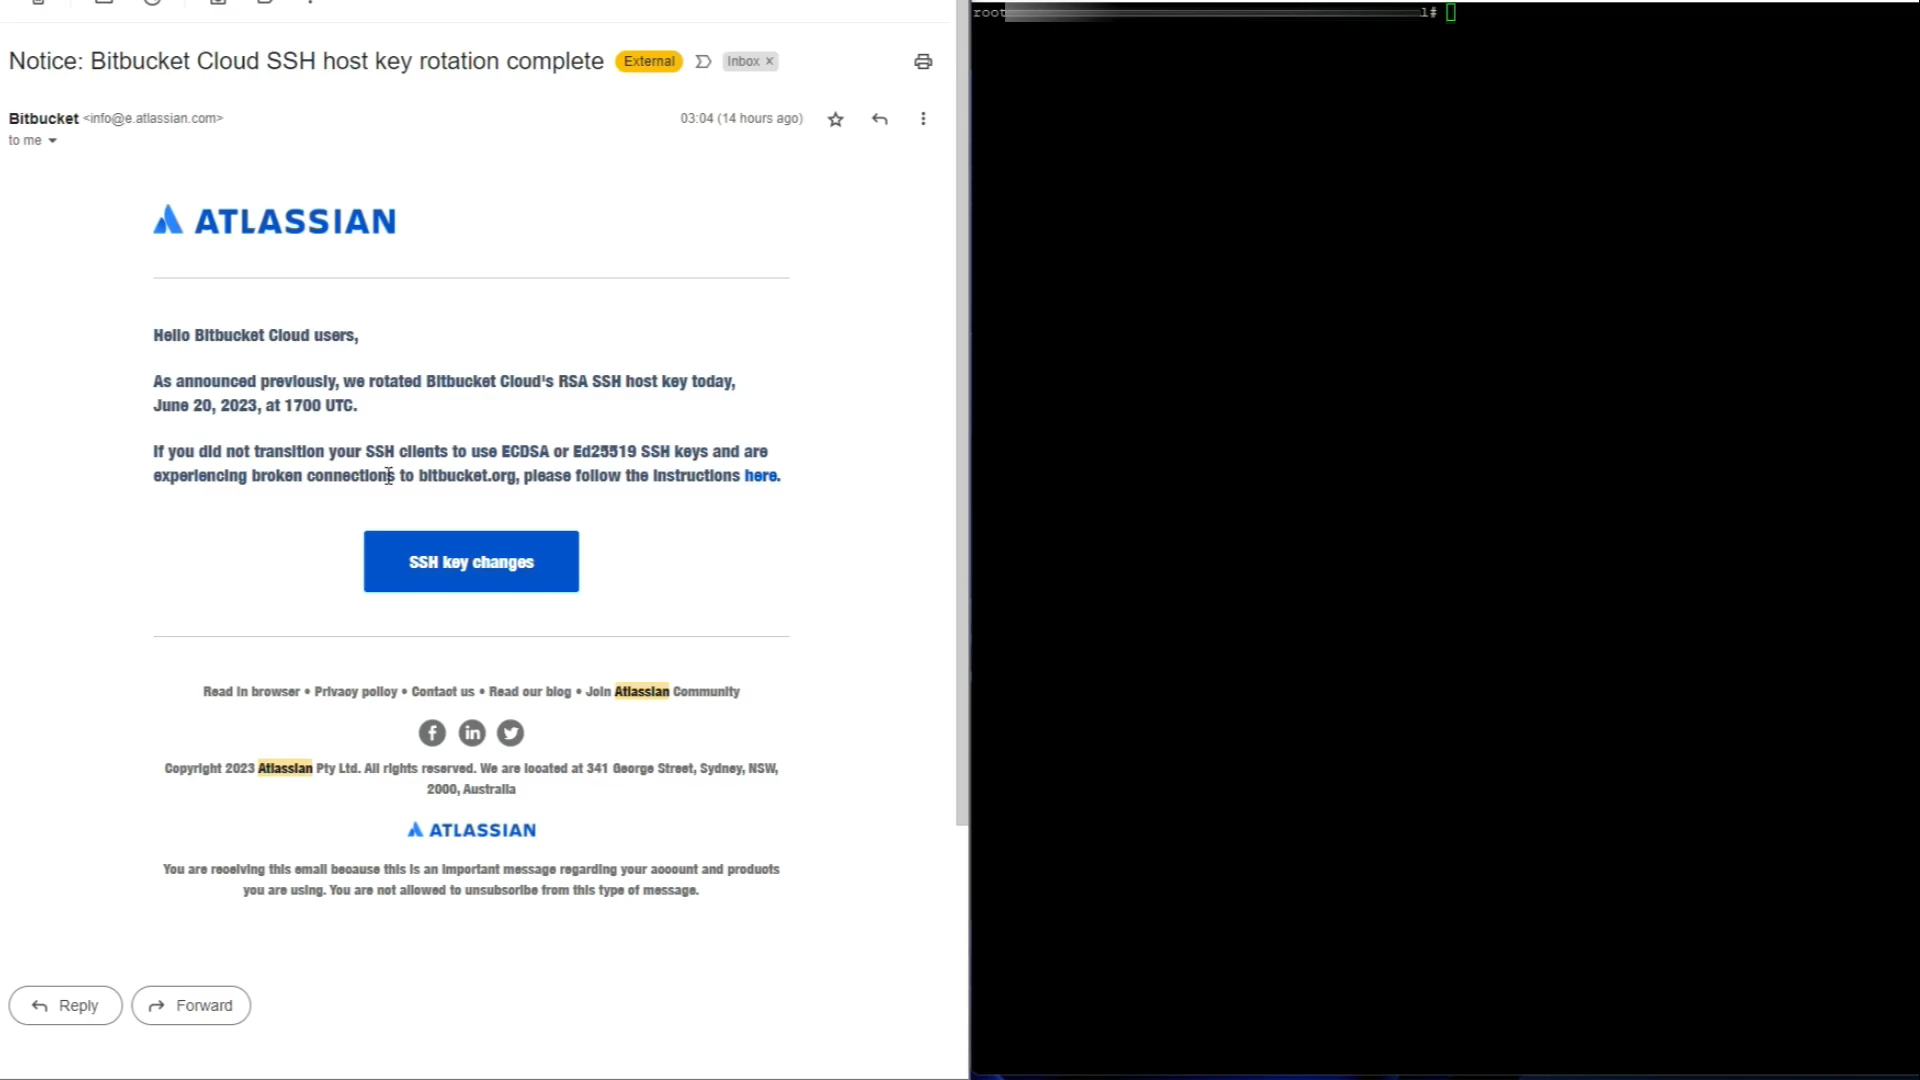 Notice: Bitbucket Cloud SSH host key rotation complete External Inbox ×
Bitbucket <info@e.atlassian.com> 03:04 (14 hours ago)
to me
ATLASSIAN
Hello Bitbucket Cloud users,
As announced previously, we rotated Bitbucket Cloud's RSA SSH host key today,
June 20, 2023, at 1700 UTC.
If you did not transition your SSH clients to use ECDSA or Ed25519 SSH keys and are
experiencing broken connections to bitbucket.org, please follow the instructions here.
SSH key changes
Read in browser • Privacy policy • Contact us • Read our blog • Join Atlassian Community
Copyright 2023 Atlassian Pty Ltd. All rights reserved. We are located at 341 George Street, Sydney, NSW,
2000, Australia
ATLASSIAN
You are receiving this email because this is an important message regarding your account and products
you are using. You are not allowed to unsubscribe from this type of message.
Reply
Forward
root l#